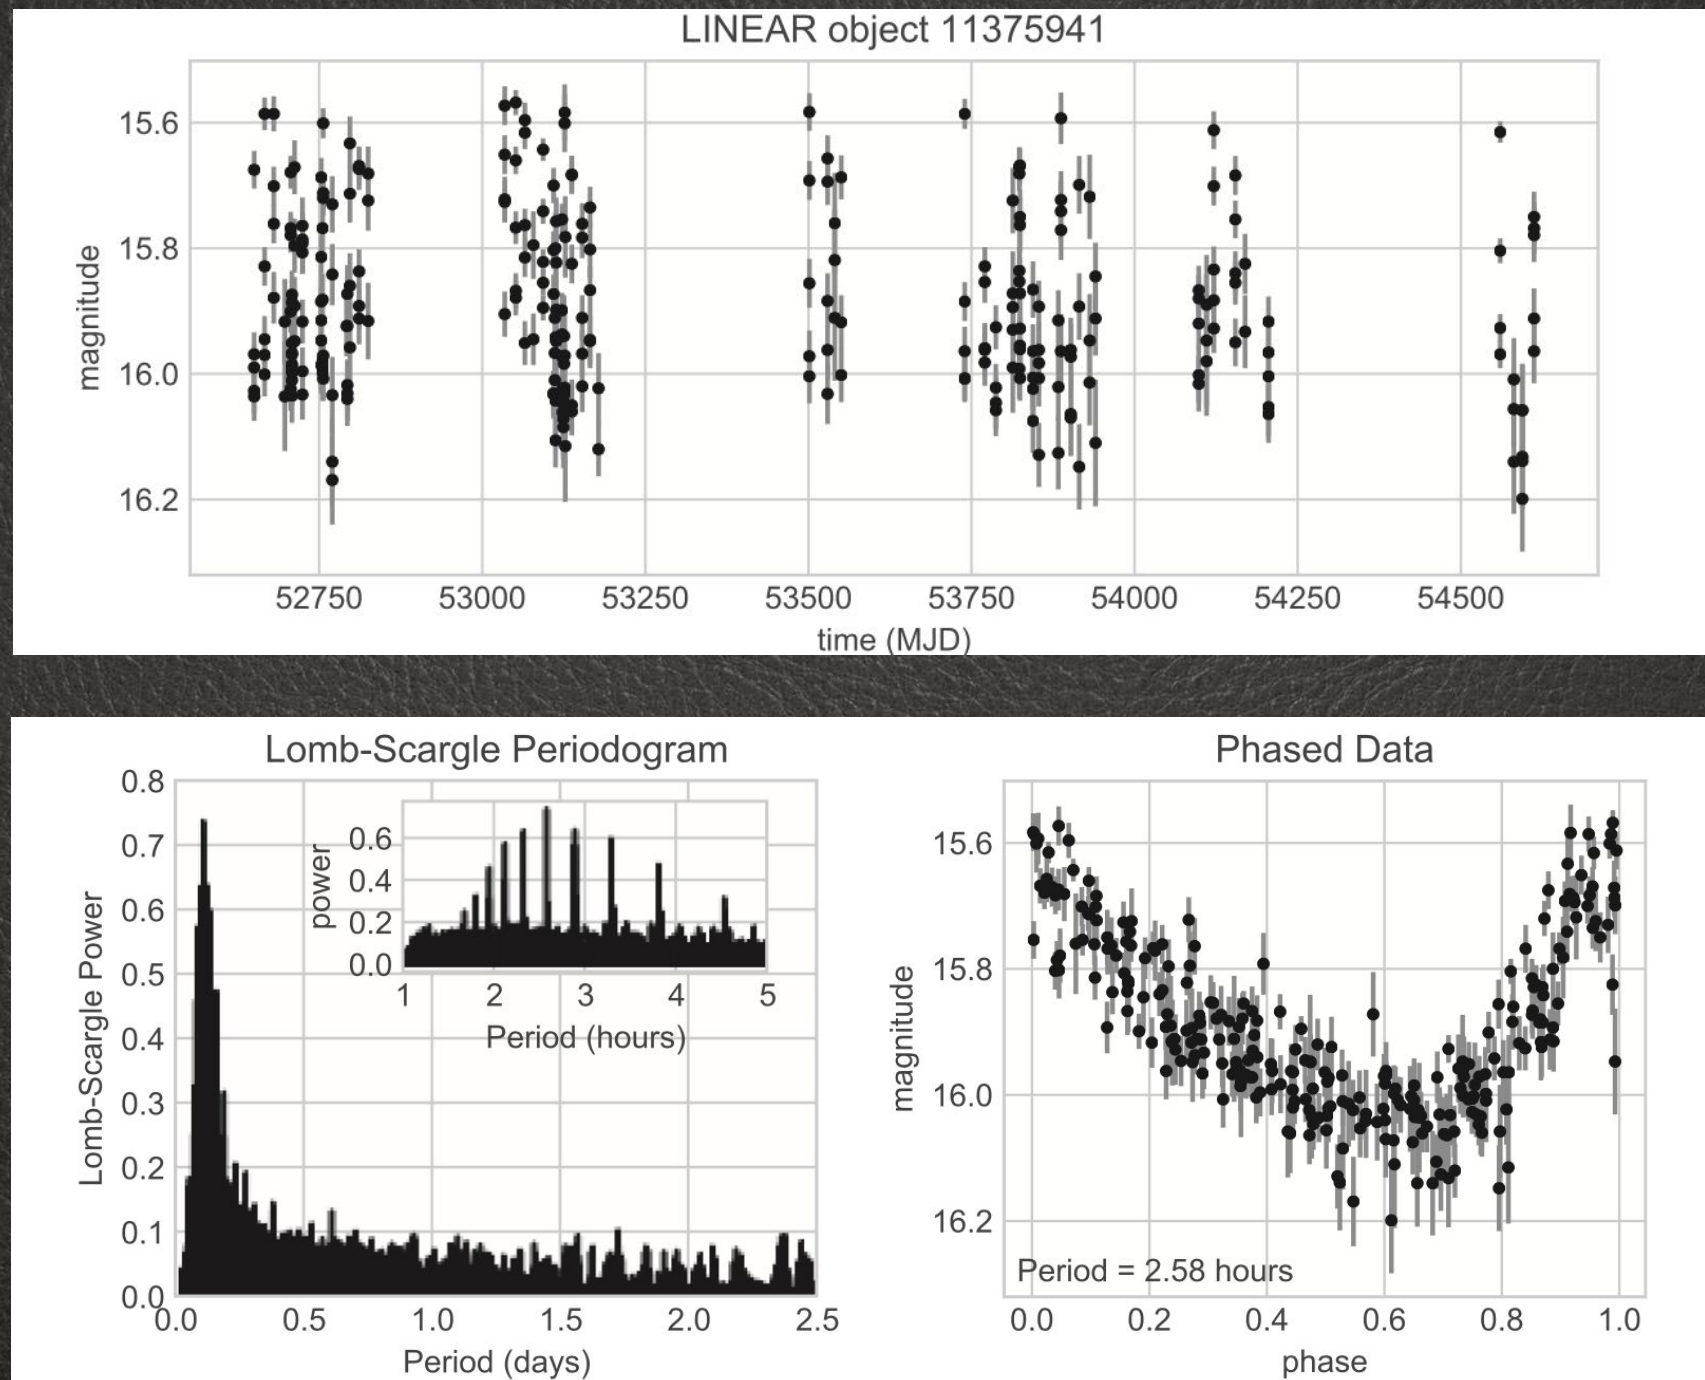 LINEAR object 11375941
15.6
15.8
16.0
16.2
magnitude
52750 53000 53250 53500 53750 54000 54250 54500
time (MJD)
Lomb-Scargle Periodogram
0.8
0.7
0.6
0.5
0.4
0.3
0.2
0.1
0.0
Lomb-Scargle Power
0.0 0.5 1.0 1.5 2.0 2.5
Period (days)
0.6
0.4
0.2
0.0
power
1 2 3 4 5
Period (hours)
Phased Data
15.6
15.8
16.0
16.2
magnitude
Period = 2.58 hours
0.0 0.2 0.4 0.6 0.8 1.0
phase